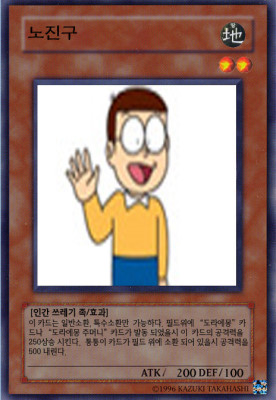 노진구
地
[인간 쓰레기 족/효과]
이 카드는 일반소환, 특수소환만 가능하다. 필드위에 "도라에몽" 카
드나 "도라에몽 주머니" 카드가 발동 되었을시 이 카드의 공격력을
250상승 시킨다. 퉁퉁이 카드가 필드 위에 소환 되어 있을시 공격력을
500 내린다.
ATK/ 200 DEF/100
©1996 KAZUKI TAKAHASHI